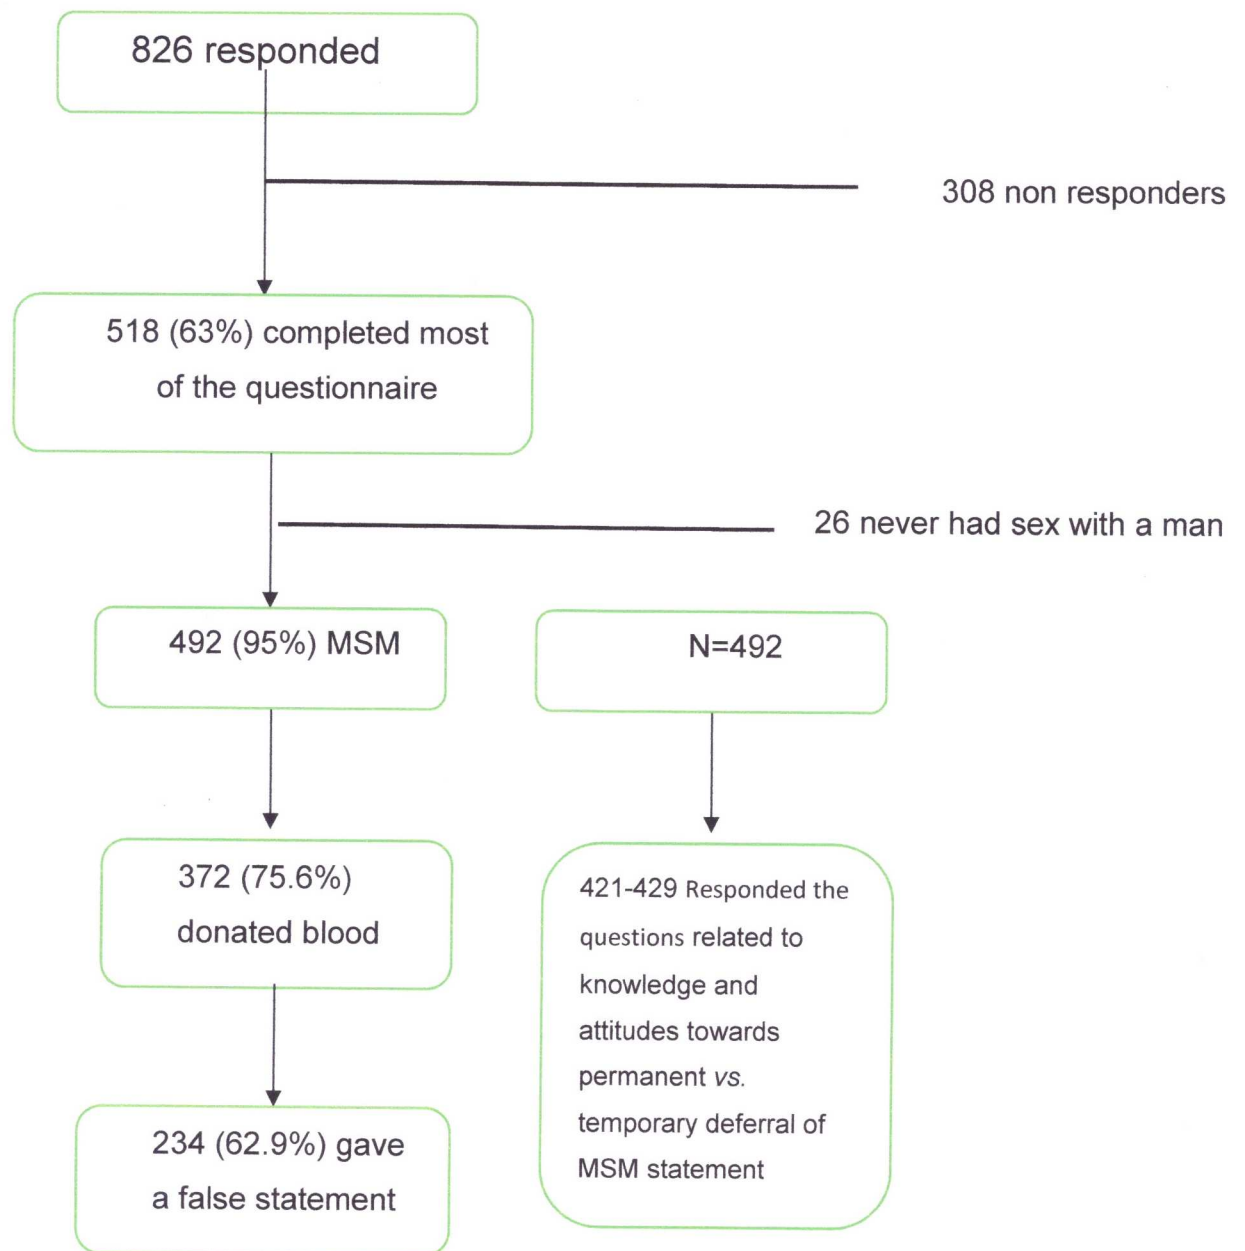 826 responded
308 non responders
518 (63%) completed most
of the questionnaire
26 never had sex with a man
492 (95%) MSM
N=492
372 (75.6%)
donated blood
234 (62.9%) gave
a false statement
421-429 Responded the
questions related to
knowledge and
attitudes towards
permanent vs.
temporary deferral of
MSM statement